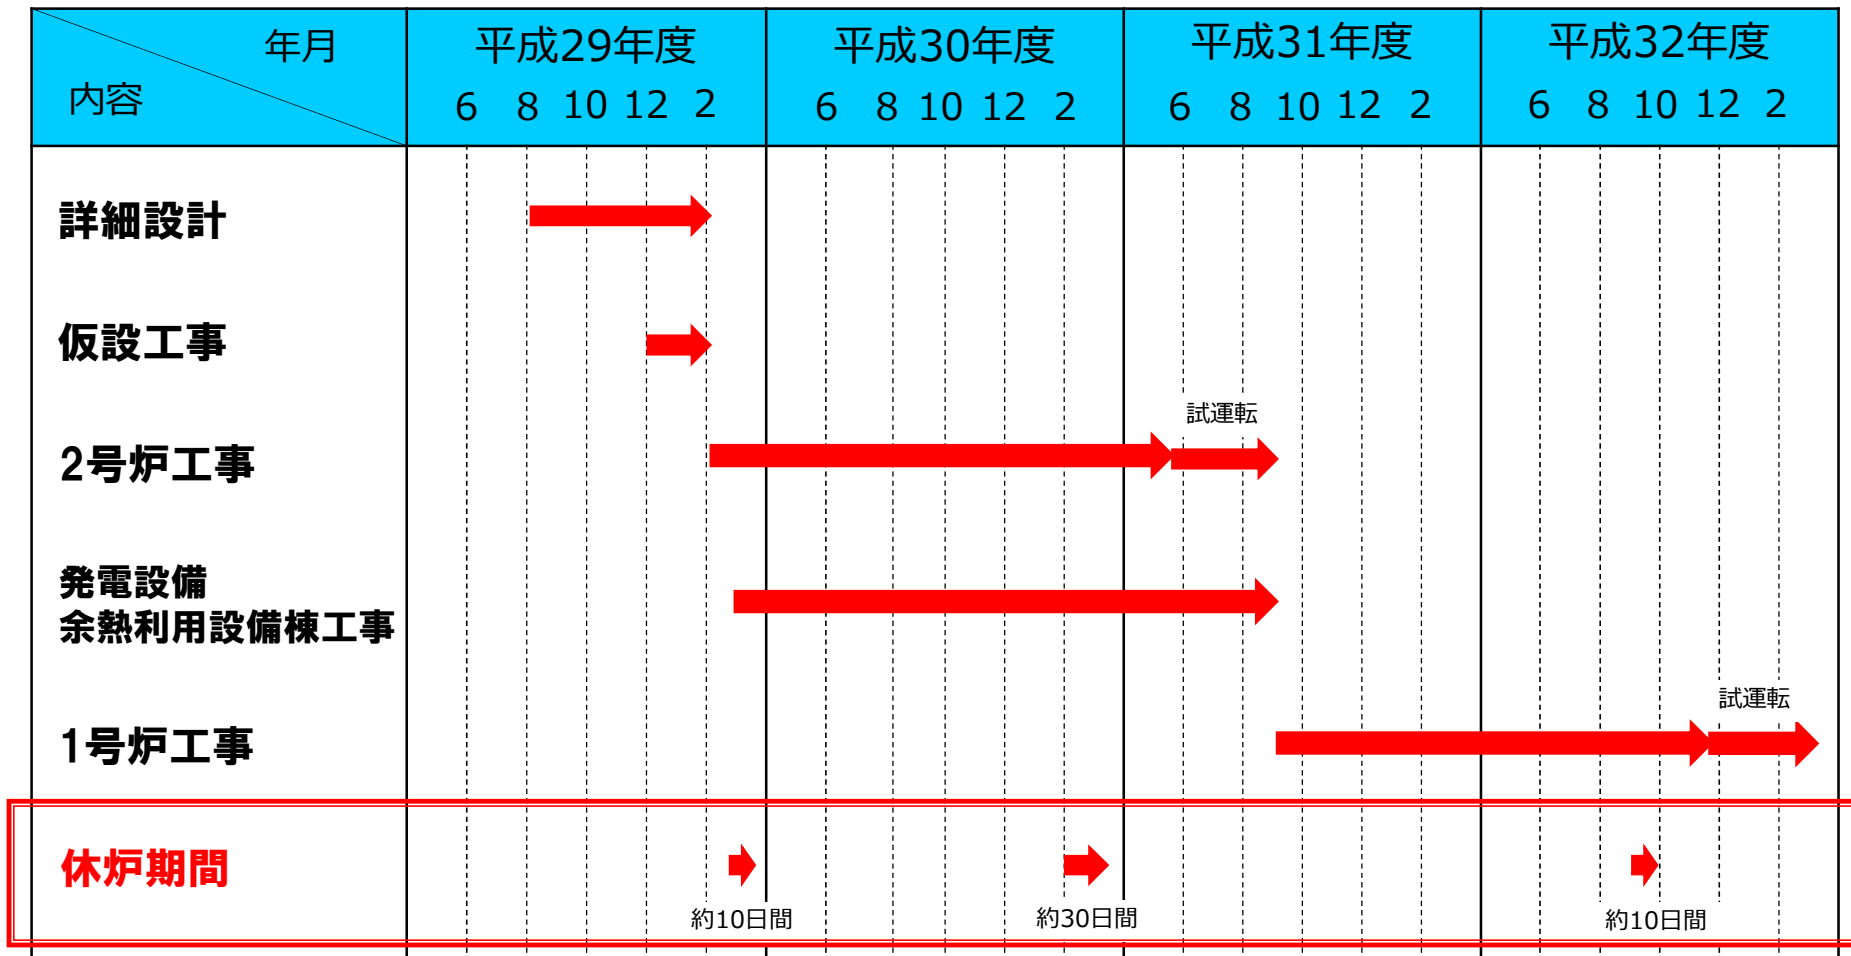 年月
内容
平成29年度
平成30年度
平成31年度
平成32年度
6 8 10 12 2
6 8 10 12 2
6 8 10 12 2
6 8 10 12 2
詳細設計
仮設工事
試運転
2号炉工事
発電設備
余熱利用設備棟工事
試運転
1号炉工事
休炉期間
約10日間
約30日間
約10日間